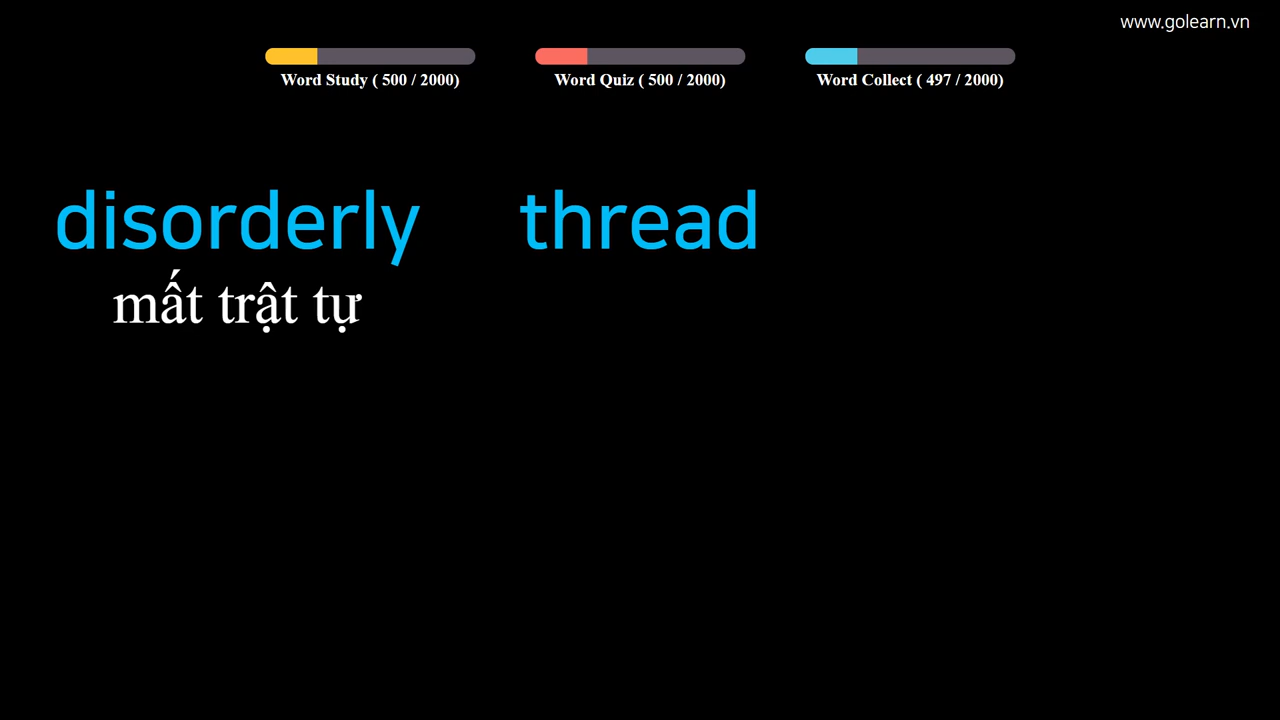 www.golearn.vn
Word Study ( 500 / 2000)
Word Quiz ( 500 / 2000)
Word Collect ( 497 / 2000)
disorderly
thread
mất trật tự